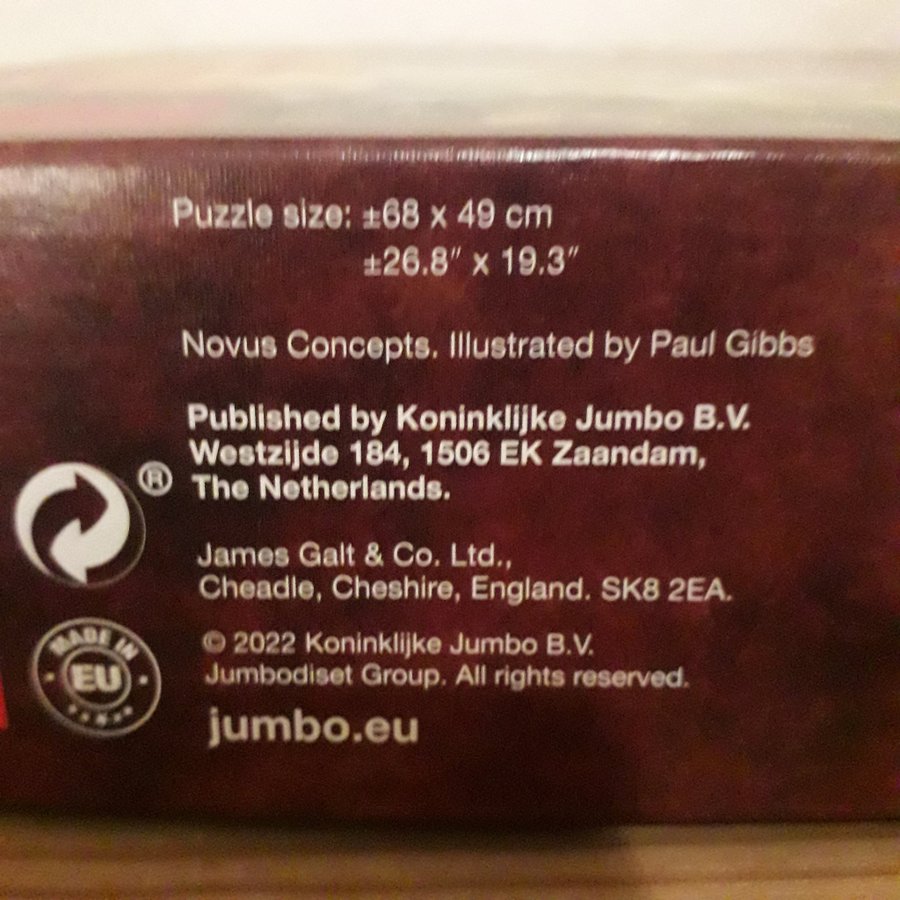 Puzzle size: ±68 x 49 cm
±26.8″ x 19.3″
Novus Concepts. Illustrated by Paul Gibbs
Published by Koninklijke Jumbo B.V.
Westzijde 184, 1506 EK Zaandam,
The Netherlands.
®
James Galt & Co. Ltd.,
Cheadle, Cheshire, England. SK8 2EA.
MADE IN
EU
© 2022 Koninklijke Jumbo B.V.
Jumbodiset Group. All rights reserved.
jumbo.eu